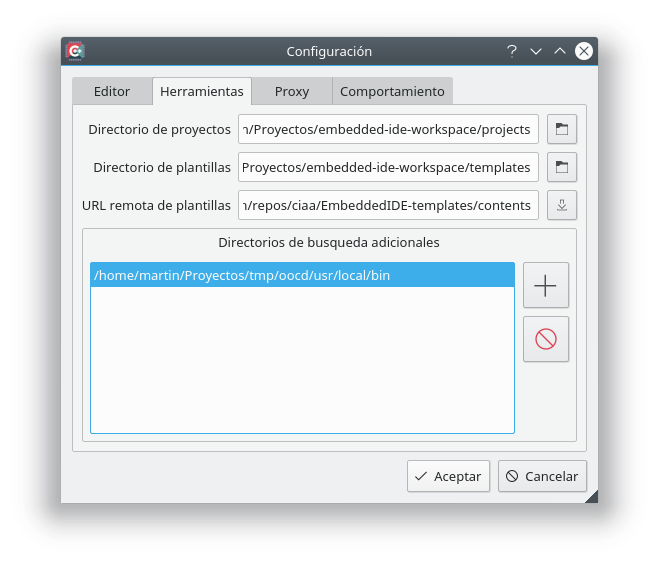 Configuración
Editor Herramientas Proxy Comportamiento
Directorio de proyectos /Proyectos/embedded-ide-workspace/projects
Directorio de plantillas Proyectos/embedded-ide-workspace/templates
URL remota de plantillas /repos/ciaa/EmbeddedIDE-templates/contents
Directorios de busqueda adicionales
/home/martin/Proyectos/tmp/oocd/usr/local/bin
Aceptar Cancelar